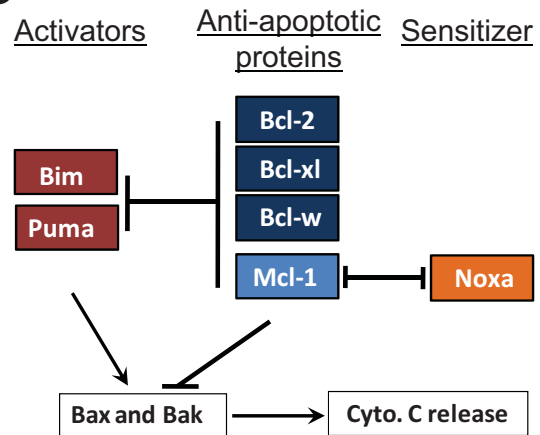 Activators
Anti-apoptotic
proteins
Sensitizer
Bcl-2
Bcl-xl
Bcl-w
Mcl-1
Bim
Puma
Noxa
Bax and Bak
Cyto. C release